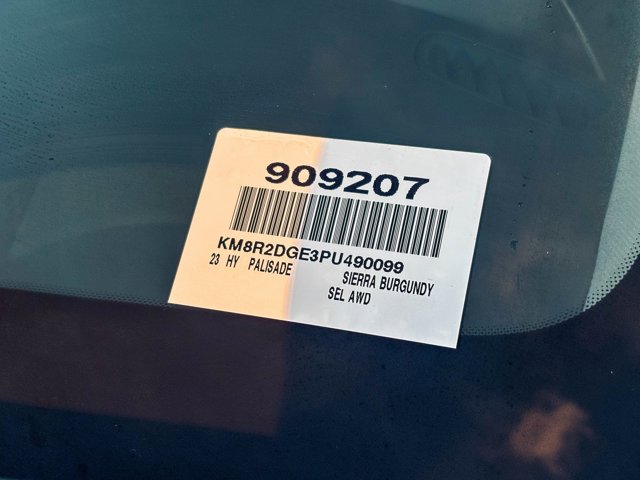 909207
KM8R2DGE3PU490099
23 HY PALISADE SIERRA BURGUNDY
SEL AWD